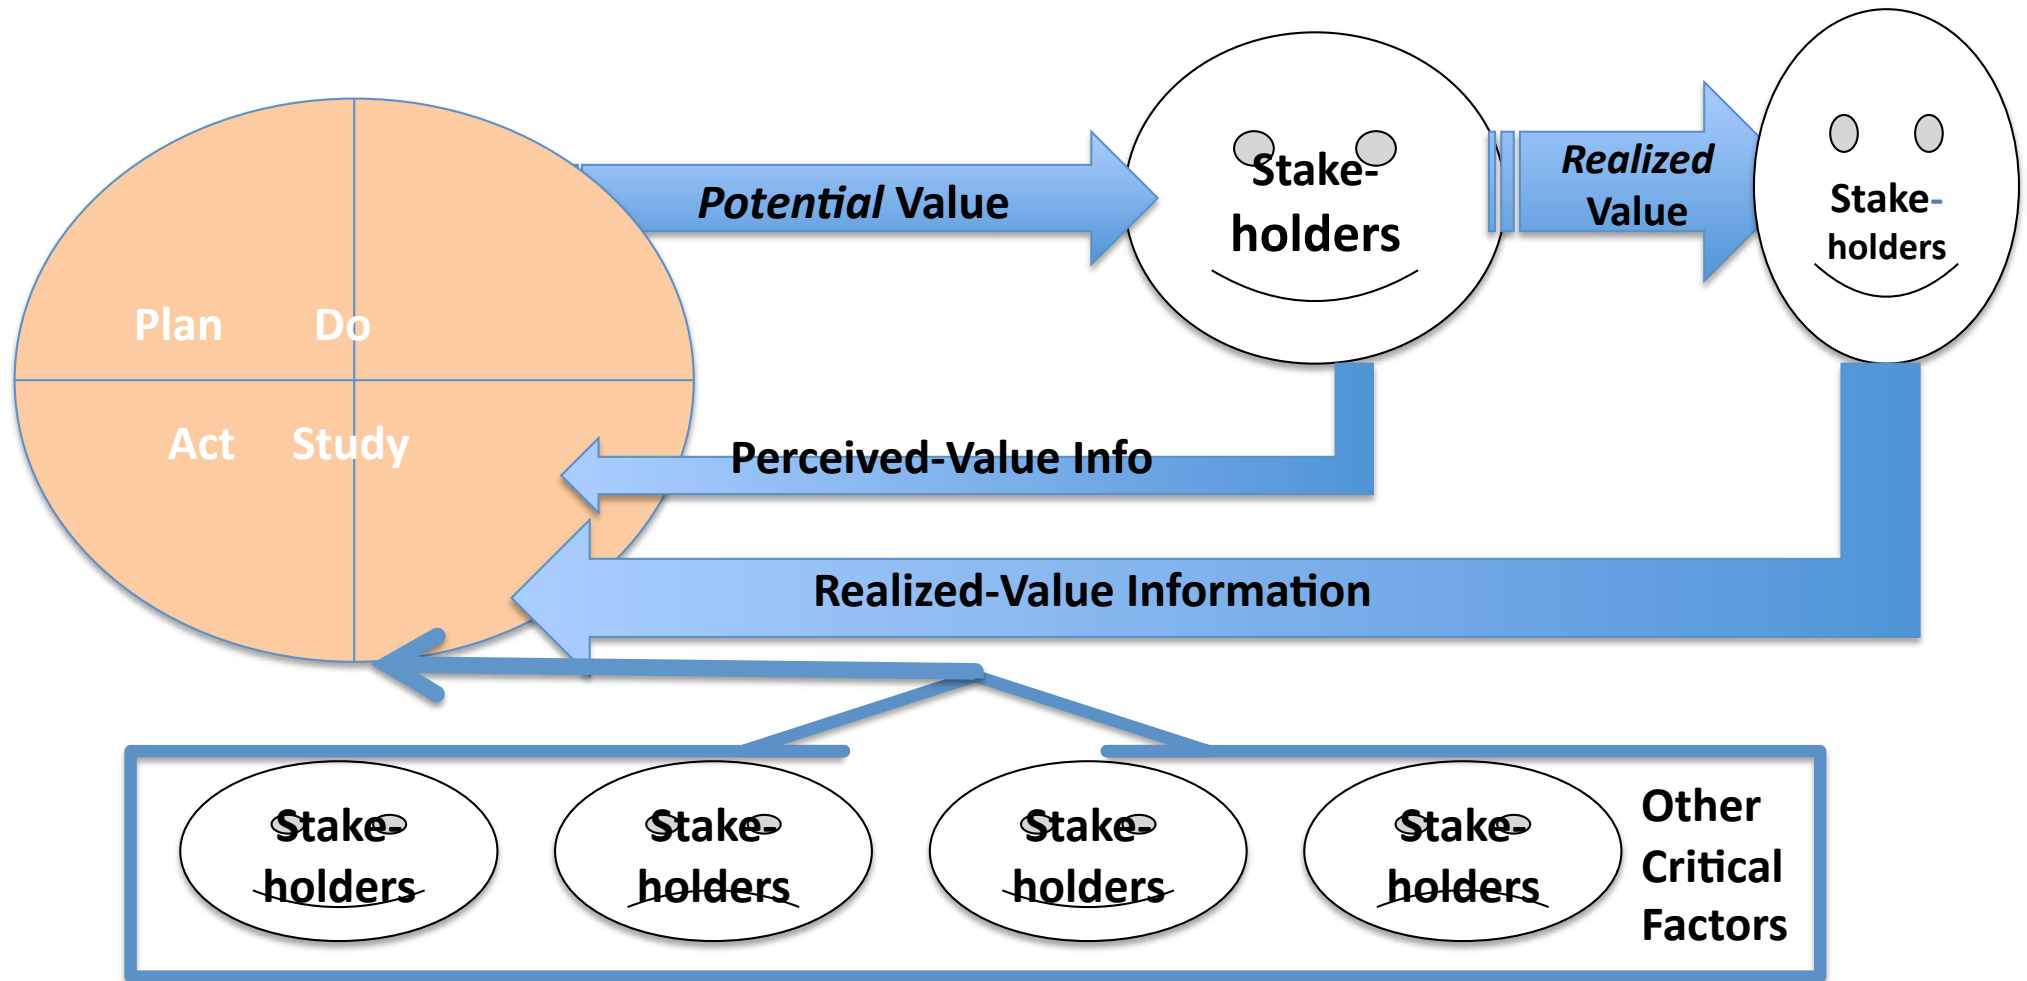 Plan Do
Act Study
Potential Value
Stake-
holders
Realized
Value
Stake-
holders
Perceived-Value Info
Realized-Value Information
Stake-
holders
Stake-
holders
Stake-
holders
Stake-
holders
Other
Critical
Factors